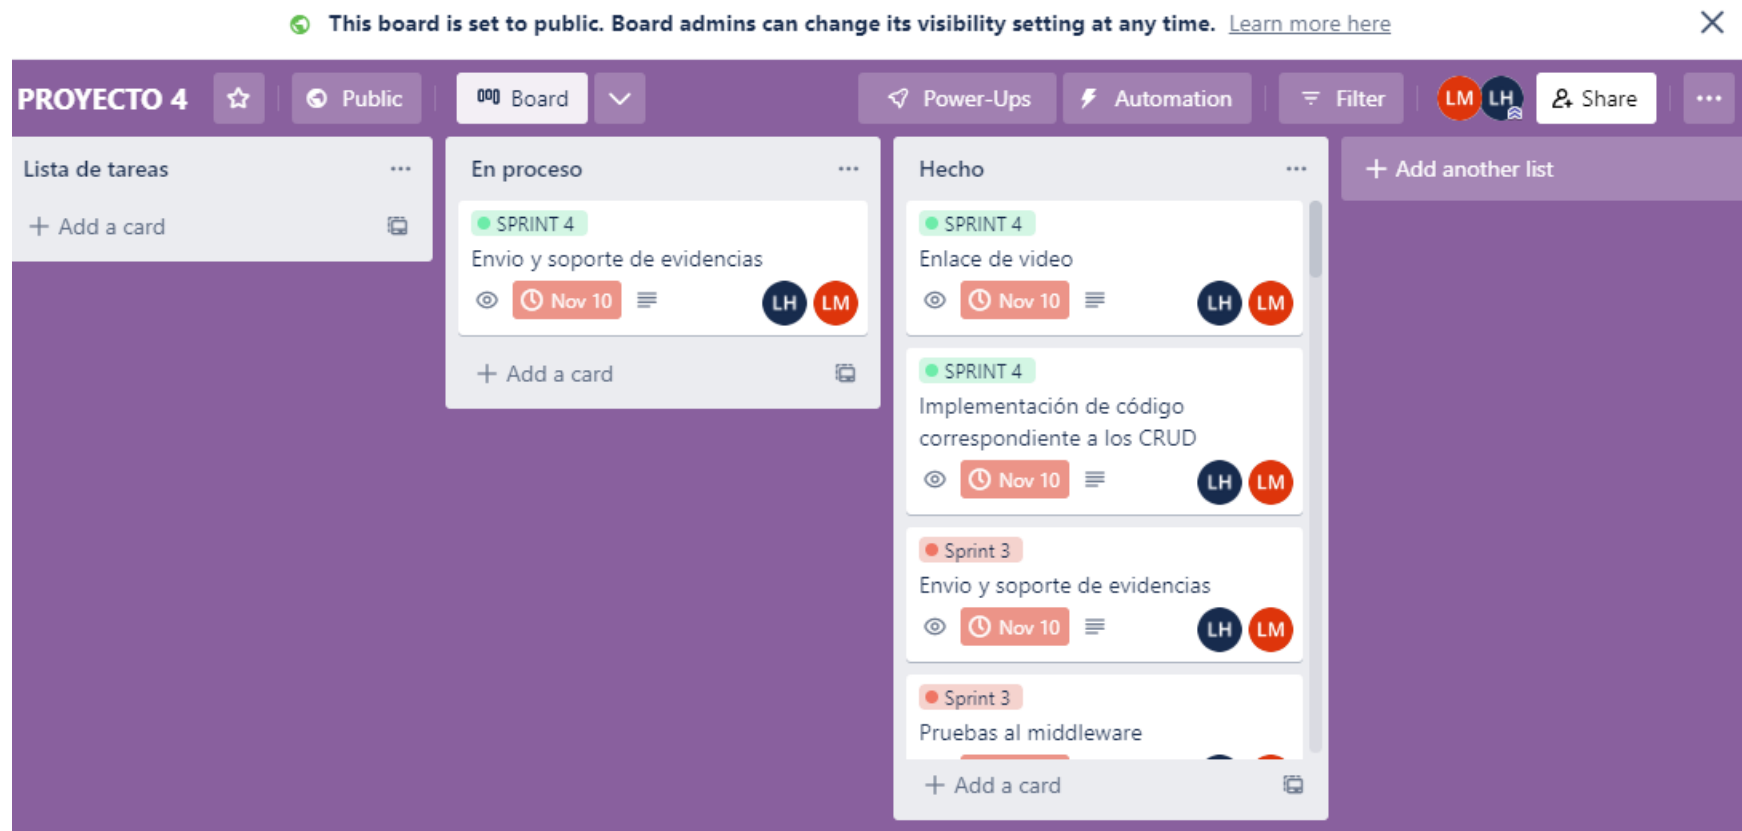 This board is set to public. Board admins can change its visibility setting at any time. Learn more here
PROYECTO 4
Public
Board
Power-Ups
Automation
Filter
LM
LH
Share
Lista de tareas
Add a card
En proceso
SPRINT 4
Envio y soporte de evidencias
Nov 10
LH
LM
Add a card
Hecho
SPRINT 4
Enlace de video
Nov 10
LH
LM
SPRINT 4
Implementación de código
correspondiente a los CRUD
Nov 10
LH
LM
Sprint 3
Envio y soporte de evidencias
Nov 10
LH
LM
Sprint 3
Pruebas al middleware
Add a card
Add another list